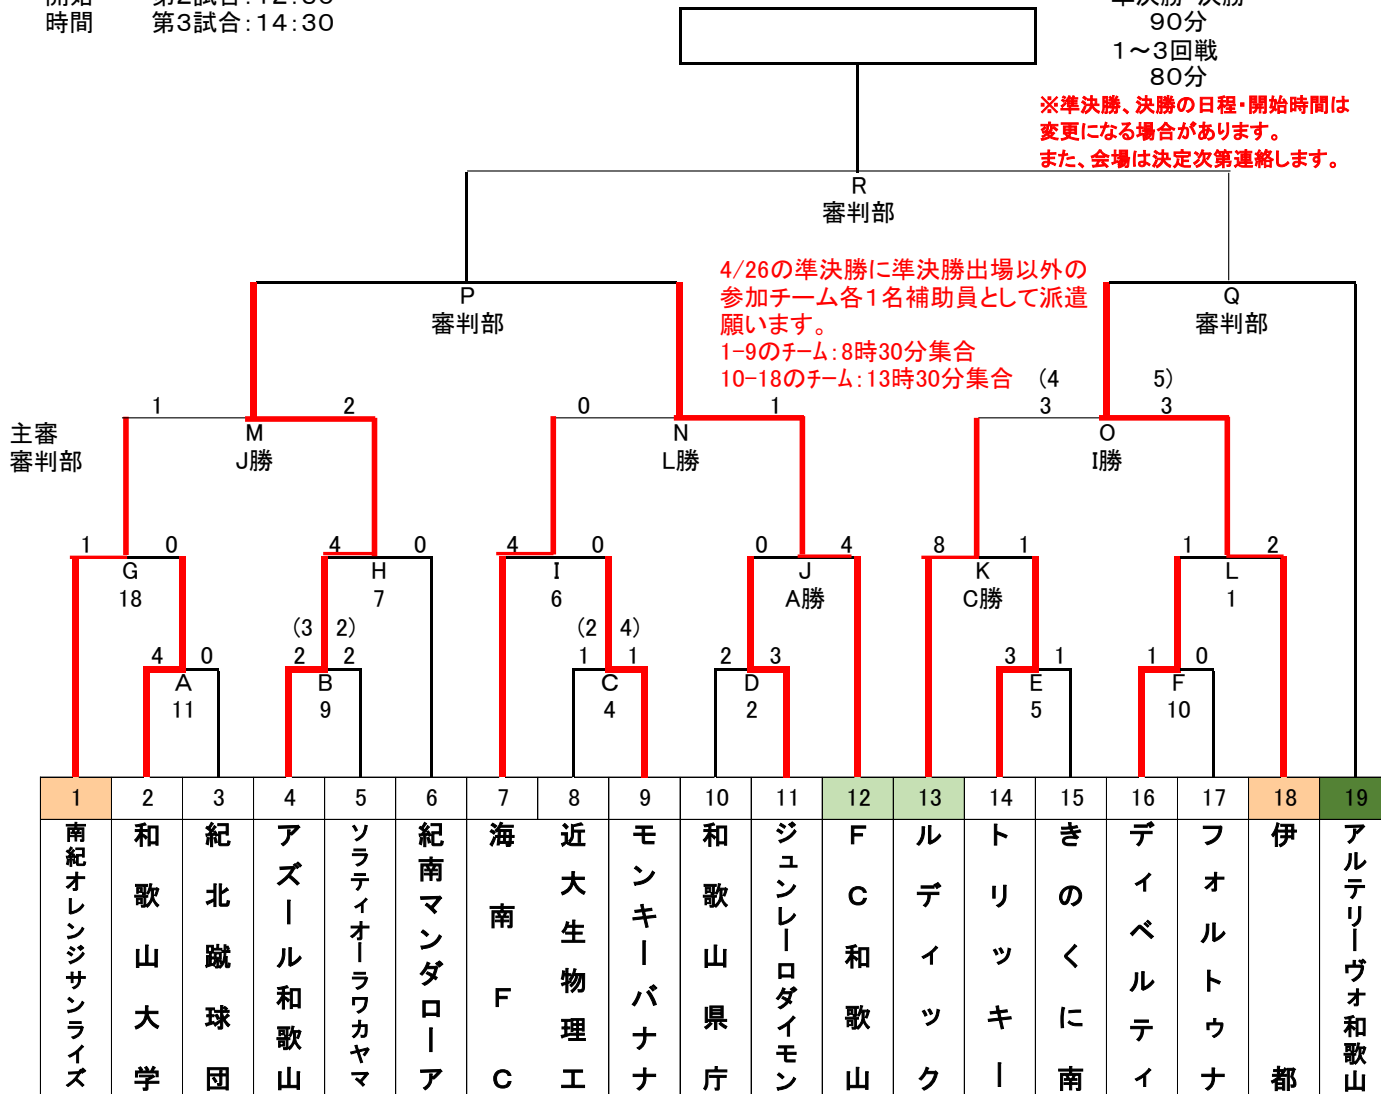 時間 第3試合:14:30
90分
1～3回戦
80分
※準決勝、決勝の日程・開始時間は
変更になる場合があります。
また、会場は決定次第連絡します。
R
審判部
4/26の準決勝に準決勝出場以外の
参加チーム各1名補助員として派遣
願います。
1-9のチーム:8時30分集合
10-18のチーム:13時30分集合
P
審判部
Q
審判部
(4 5)
1 2 0 1 3 3
主審
審判部
M N O
J勝 L勝 I勝
1 0 4 0 4 0 0 4 8 1 1 2
G H I J K L
18 7 6 A勝 C勝 1
(3 2) (2 4)
4 0 2 2 1 1 2 3 3 1 1 0
A B C D E F
11 9 4 2 5 10
1 2 3 4 5 6 7 8 9 10 11 12 13 14 15 16 17 18 19
南紀オレンジサンライズ
和歌山大学
紀北蹴球団
アズール和歌山
ソラティオーラワカヤマ
紀南マンダローア
海南FC
近大生物理工
モンキーバナナ
和歌山県庁
ジュンレーロダイモン
FC和歌山
ルディック
トリッキー
きのくに南
ディベルティ
フォルトゥナ
伊都
アルテリーヴォ和歌山